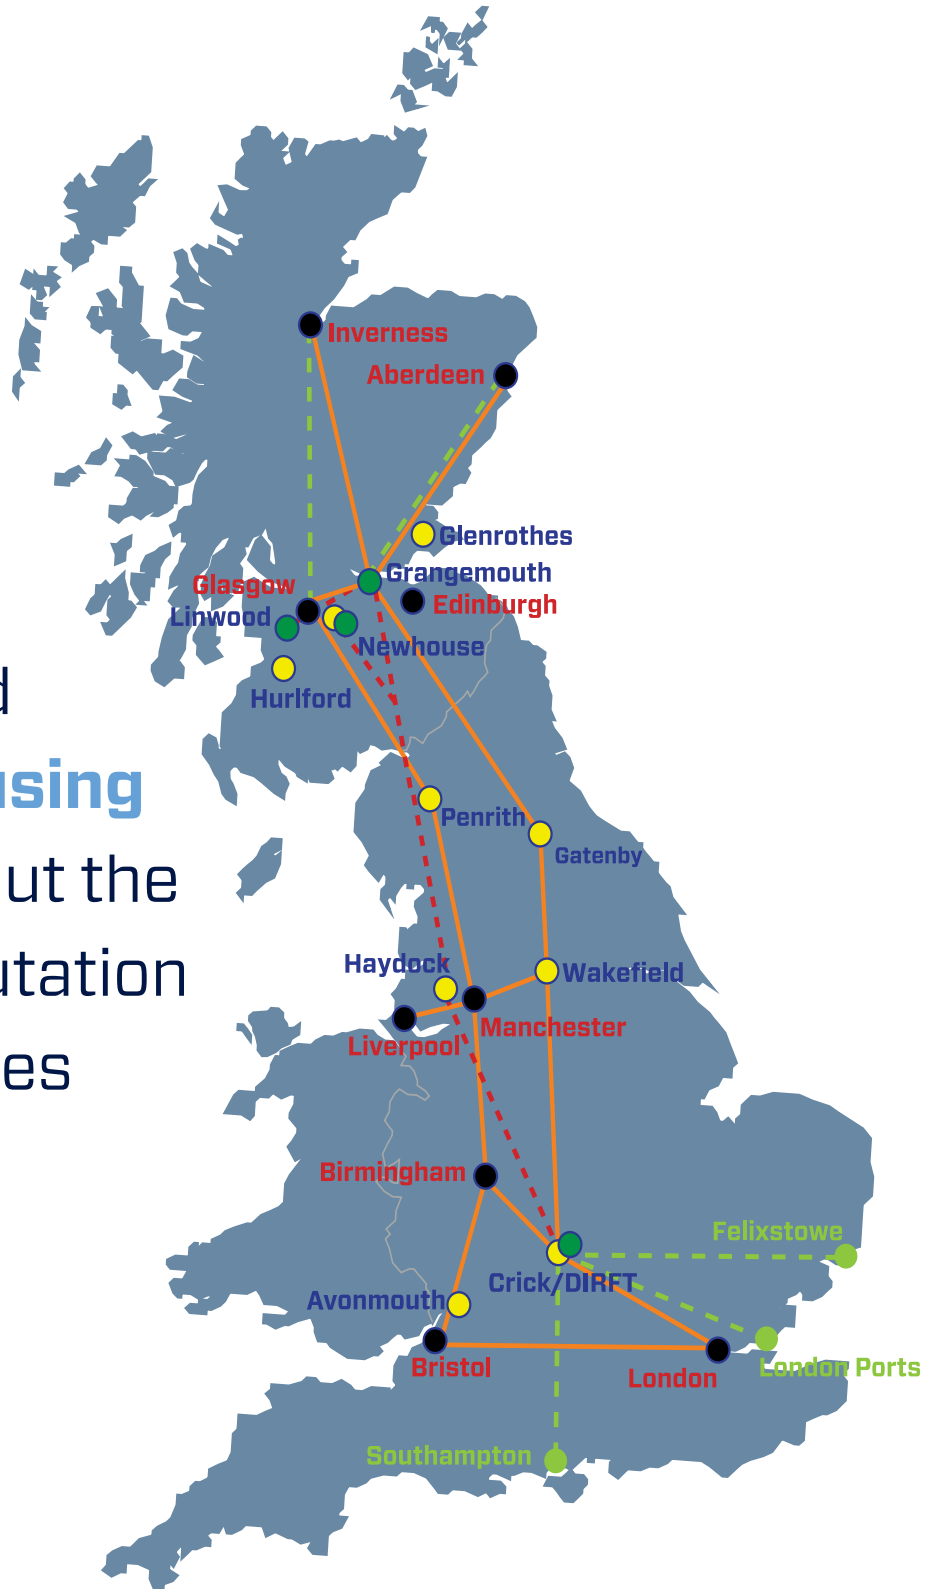 Inverness
Aberdeen
Glenrothes
Grangemouth
Glasgow
Edinburgh
Linwood
Newhouse
Hurlford
using
Penrith
Gatenby
ut the
Haydock
Wakefield
utation
Manchester
Liverpool
es
Birmingham
Felixstowe
Crick/DIRFT
Avonmouth
Bristol
London Ports
London
Southampton